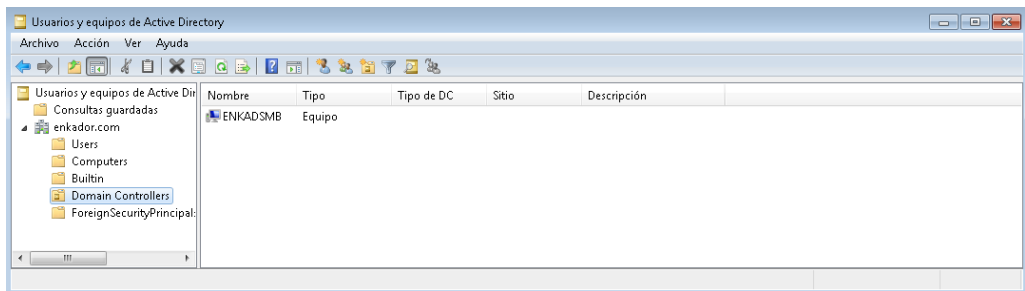 Usuarios y equipos de Active Directory
Archivo Acción Ver Ayuda
Usuarios y equipos de Active Dir
Consultas guardadas
enkador.com
Users
Computers
Builtin
Domain Controllers
ForeignSecurityPrincipal:
Nombre Tipo Tipo de DC Sitio Descripción
ENKADSMB Equipo